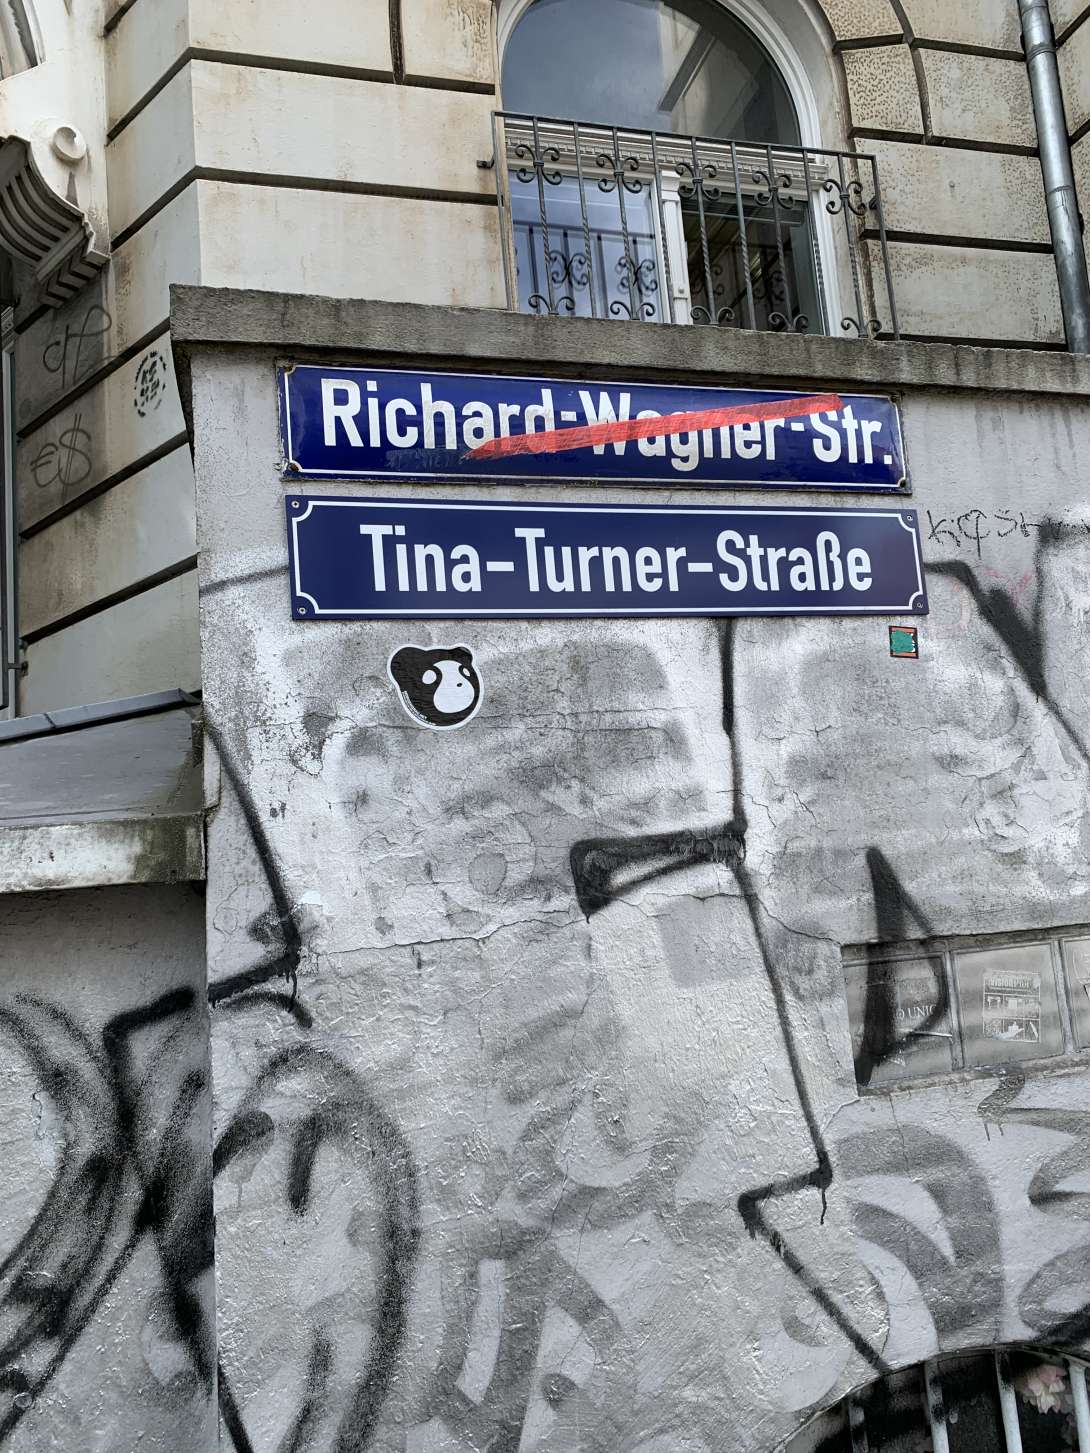 Richard-Wagner-Str.
Tina-Turner-Straße
€$